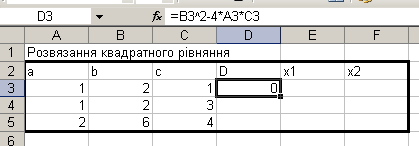 D3 fx =B3^2-4*A3*C3
A B C D E F
1 Розвязання квадратного рівняння
2 a b c D x1 x2
3 1 2 1 0
4 1 2 3
5 2 6 4
6